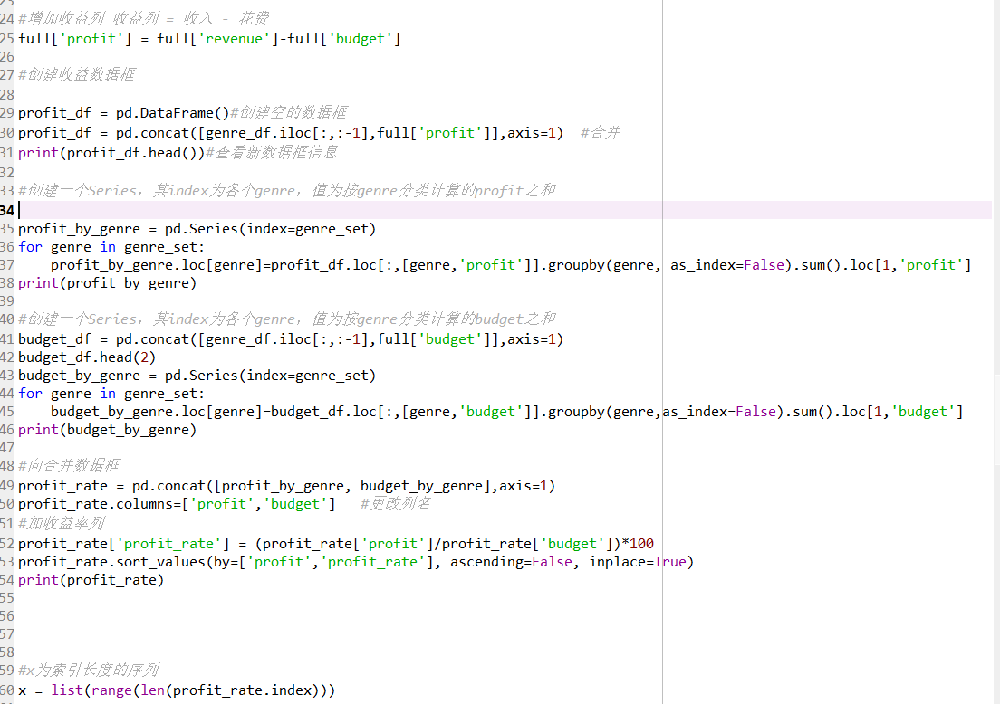 23
24 #增加收益列 收益列 = 收入 - 花费
25 full['profit'] = full['revenue']-full['budget']
26
27 #创建收益数据框
28
29 profit_df = pd.DataFrame()#创建空的数据框
30 profit_df = pd.concat([genre_df.iloc[:,:-1],full['profit']],axis=1)  #合并
31 print(profit_df.head())#查看新数据框信息
32
33 #创建一个Series，其index为各个genre，值为按genre分类计算的profit之和
34
35 profit_by_genre = pd.Series(index=genre_set)
36 for genre in genre_set:
37     profit_by_genre.loc[genre]=profit_df.loc[:,[genre,'profit']].groupby(genre, as_index=False).sum().loc[1,'profit']
38 print(profit_by_genre)
39
40 #创建一个Series，其index为各个genre，值为按genre分类计算的budget之和
41 budget_df = pd.concat([genre_df.iloc[:,:-1],full['budget']],axis=1)
42 budget_df.head(2)
43 budget_by_genre = pd.Series(index=genre_set)
44 for genre in genre_set:
45     budget_by_genre.loc[genre]=budget_df.loc[:,[genre,'budget']].groupby(genre,as_index=False).sum().loc[1,'budget']
46 print(budget_by_genre)
47
48 #向合并数据框
49 profit_rate = pd.concat([profit_by_genre, budget_by_genre],axis=1)
50 profit_rate.columns=['profit','budget']   #更改列名
51 #加收益率列
52 profit_rate['profit_rate'] = (profit_rate['profit']/profit_rate['budget'])*100
53 profit_rate.sort_values(by=['profit','profit_rate'], ascending=False, inplace=True)
54 print(profit_rate)
55
56
57
58
59 #x为索引长度的序列
60 x = list(range(len(profit_rate.index)))